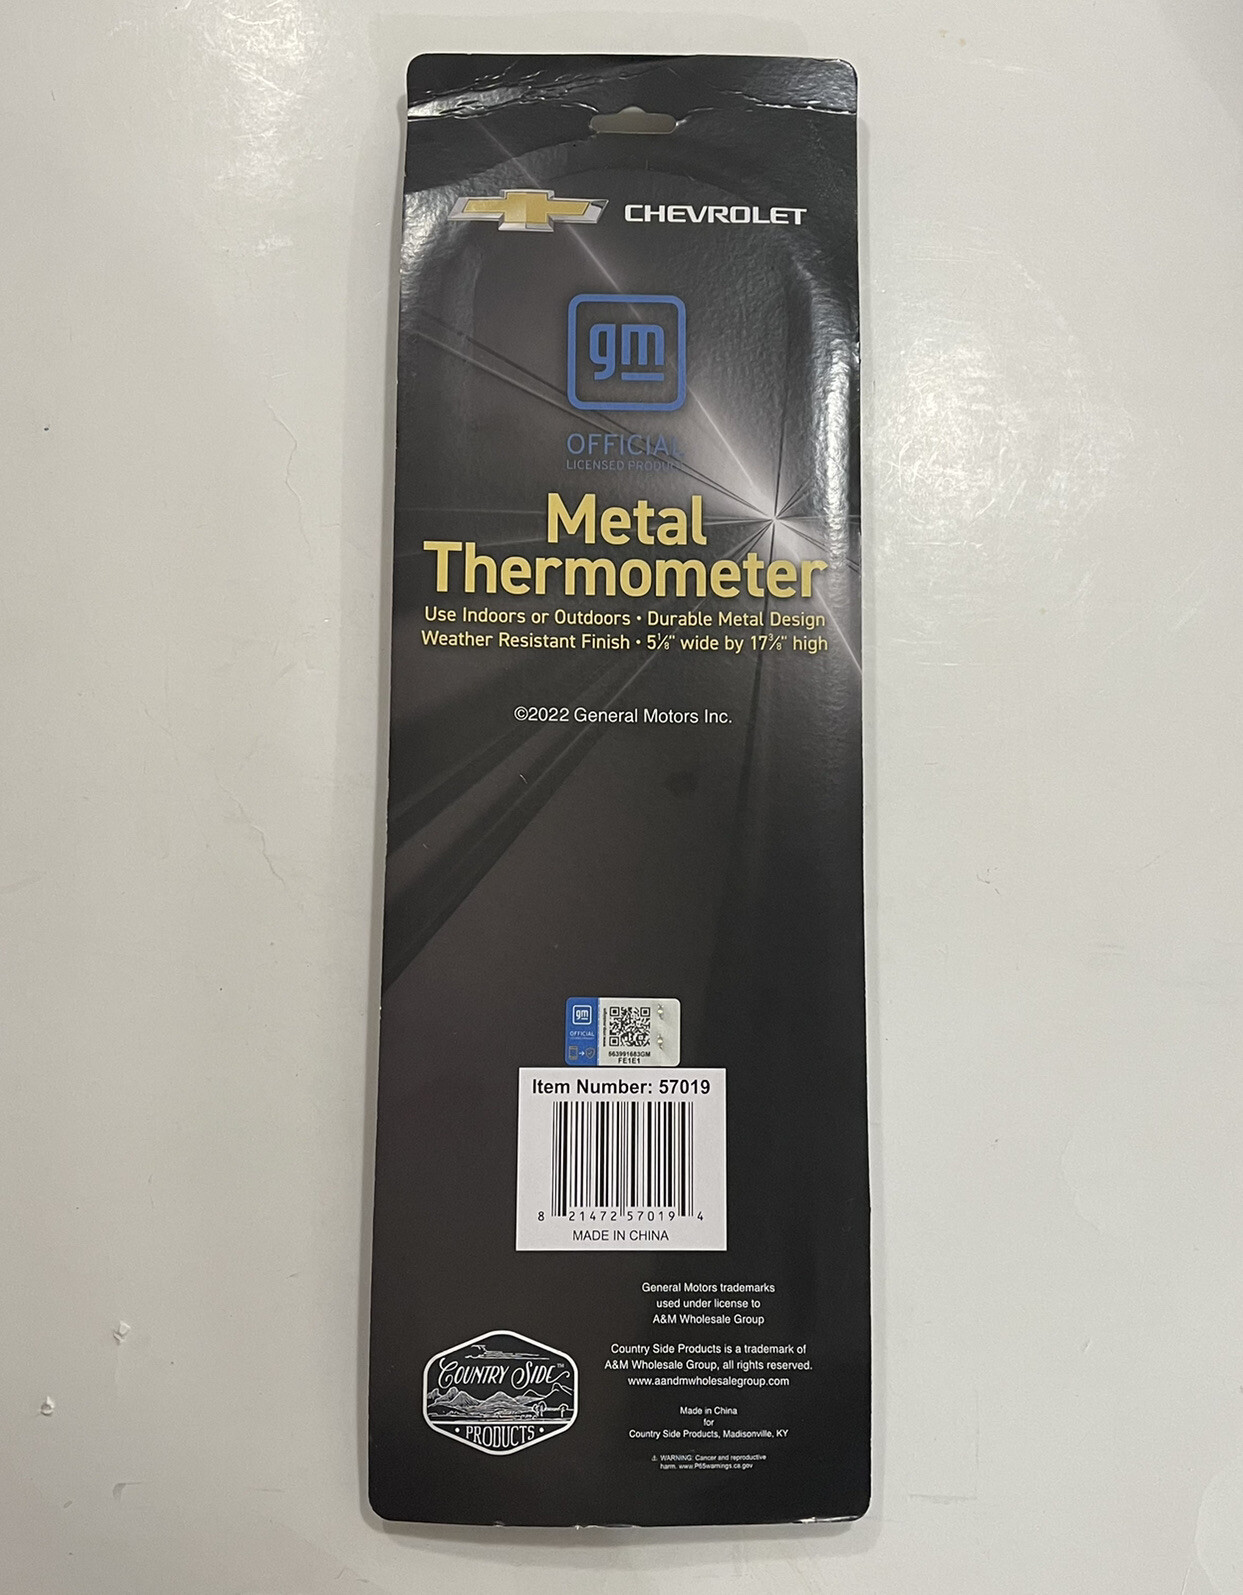 CHEVROLET
gm
OFFICIAL
LICENSED PRODUCT
Metal
Thermometer
Use Indoors or Outdoors • Durable Metal Design
Weather Resistant Finish • 5⅛" wide by 17⅜" high
©2022 General Motors Inc.
gm
OFFICIAL
563991683GM
FE1E1
Item Number: 57019
8 21472 57019 4
MADE IN CHINA
General Motors trademarks
used under license to
A&M Wholesale Group
Country Side Products is a trademark of
A&M Wholesale Group, all rights reserved.
www.aandmwholesalegroup.com
Made in China
for
Country Side Products, Madisonville, KY
⚠ WARNING: Cancer and reproductive
harm. www.P65warnings.ca.gov
COUNTRY SIDE™
• PRODUCTS •